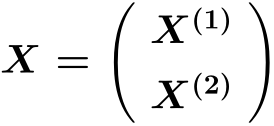 X = ( X^(1)
X^(2) )